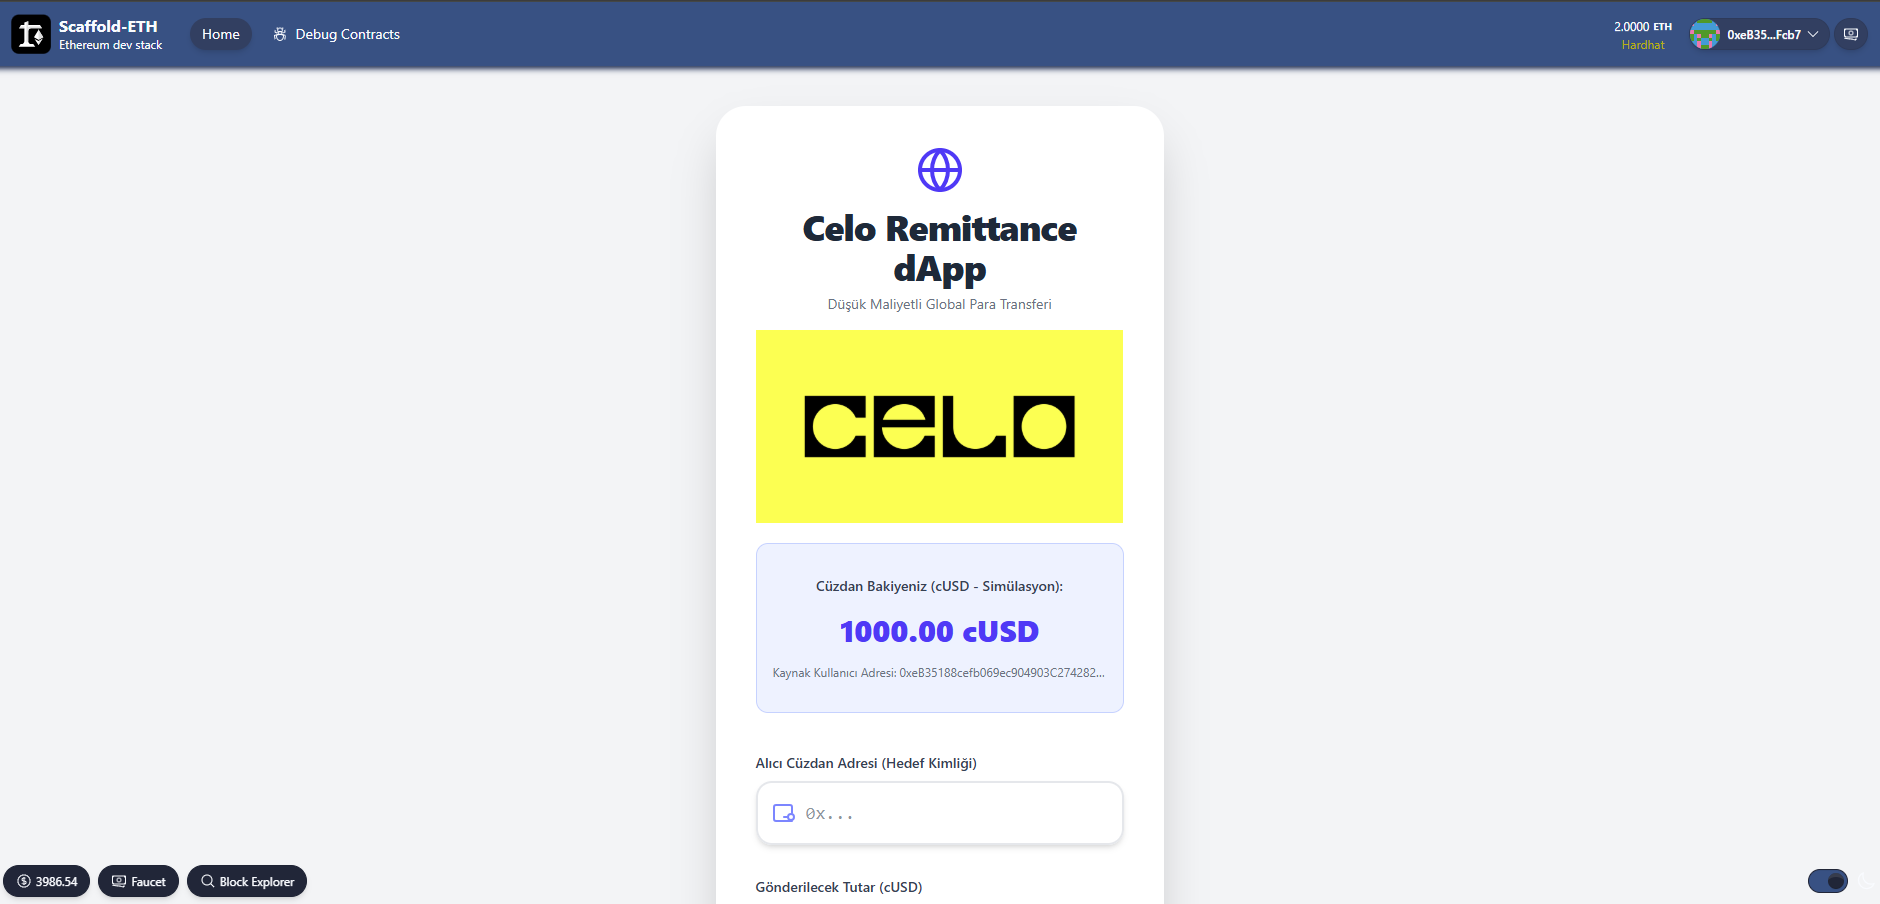 Scaffold-ETH
Ethereum dev stack
Home
Debug Contracts
2.0000 ETH
Hardhat
0xeB35...Fcb7
Celo Remittance
dApp
Düşük Maliyetli Global Para Transferi
CELO
Cüzdan Bakiyeniz (cUSD - Simülasyon):
1000.00 cUSD
Kaynak Kullanıcı Adresi: 0xeB35188cefb069ec904903C274282...
Alıcı Cüzdan Adresi (Hedef Kimliği)
0x...
Gönderilecek Tutar (cUSD)
3986.54
Faucet
Block Explorer